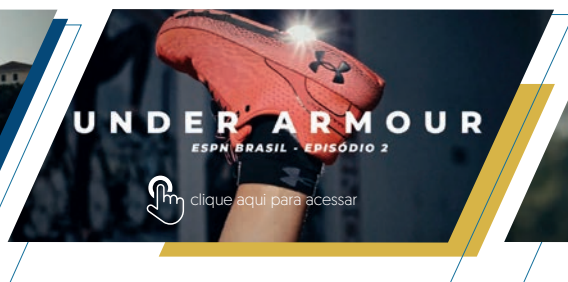 UNDER ARMOUR
ESPN BRASIL - EPISÓDIO 2
clique aqui para acessar